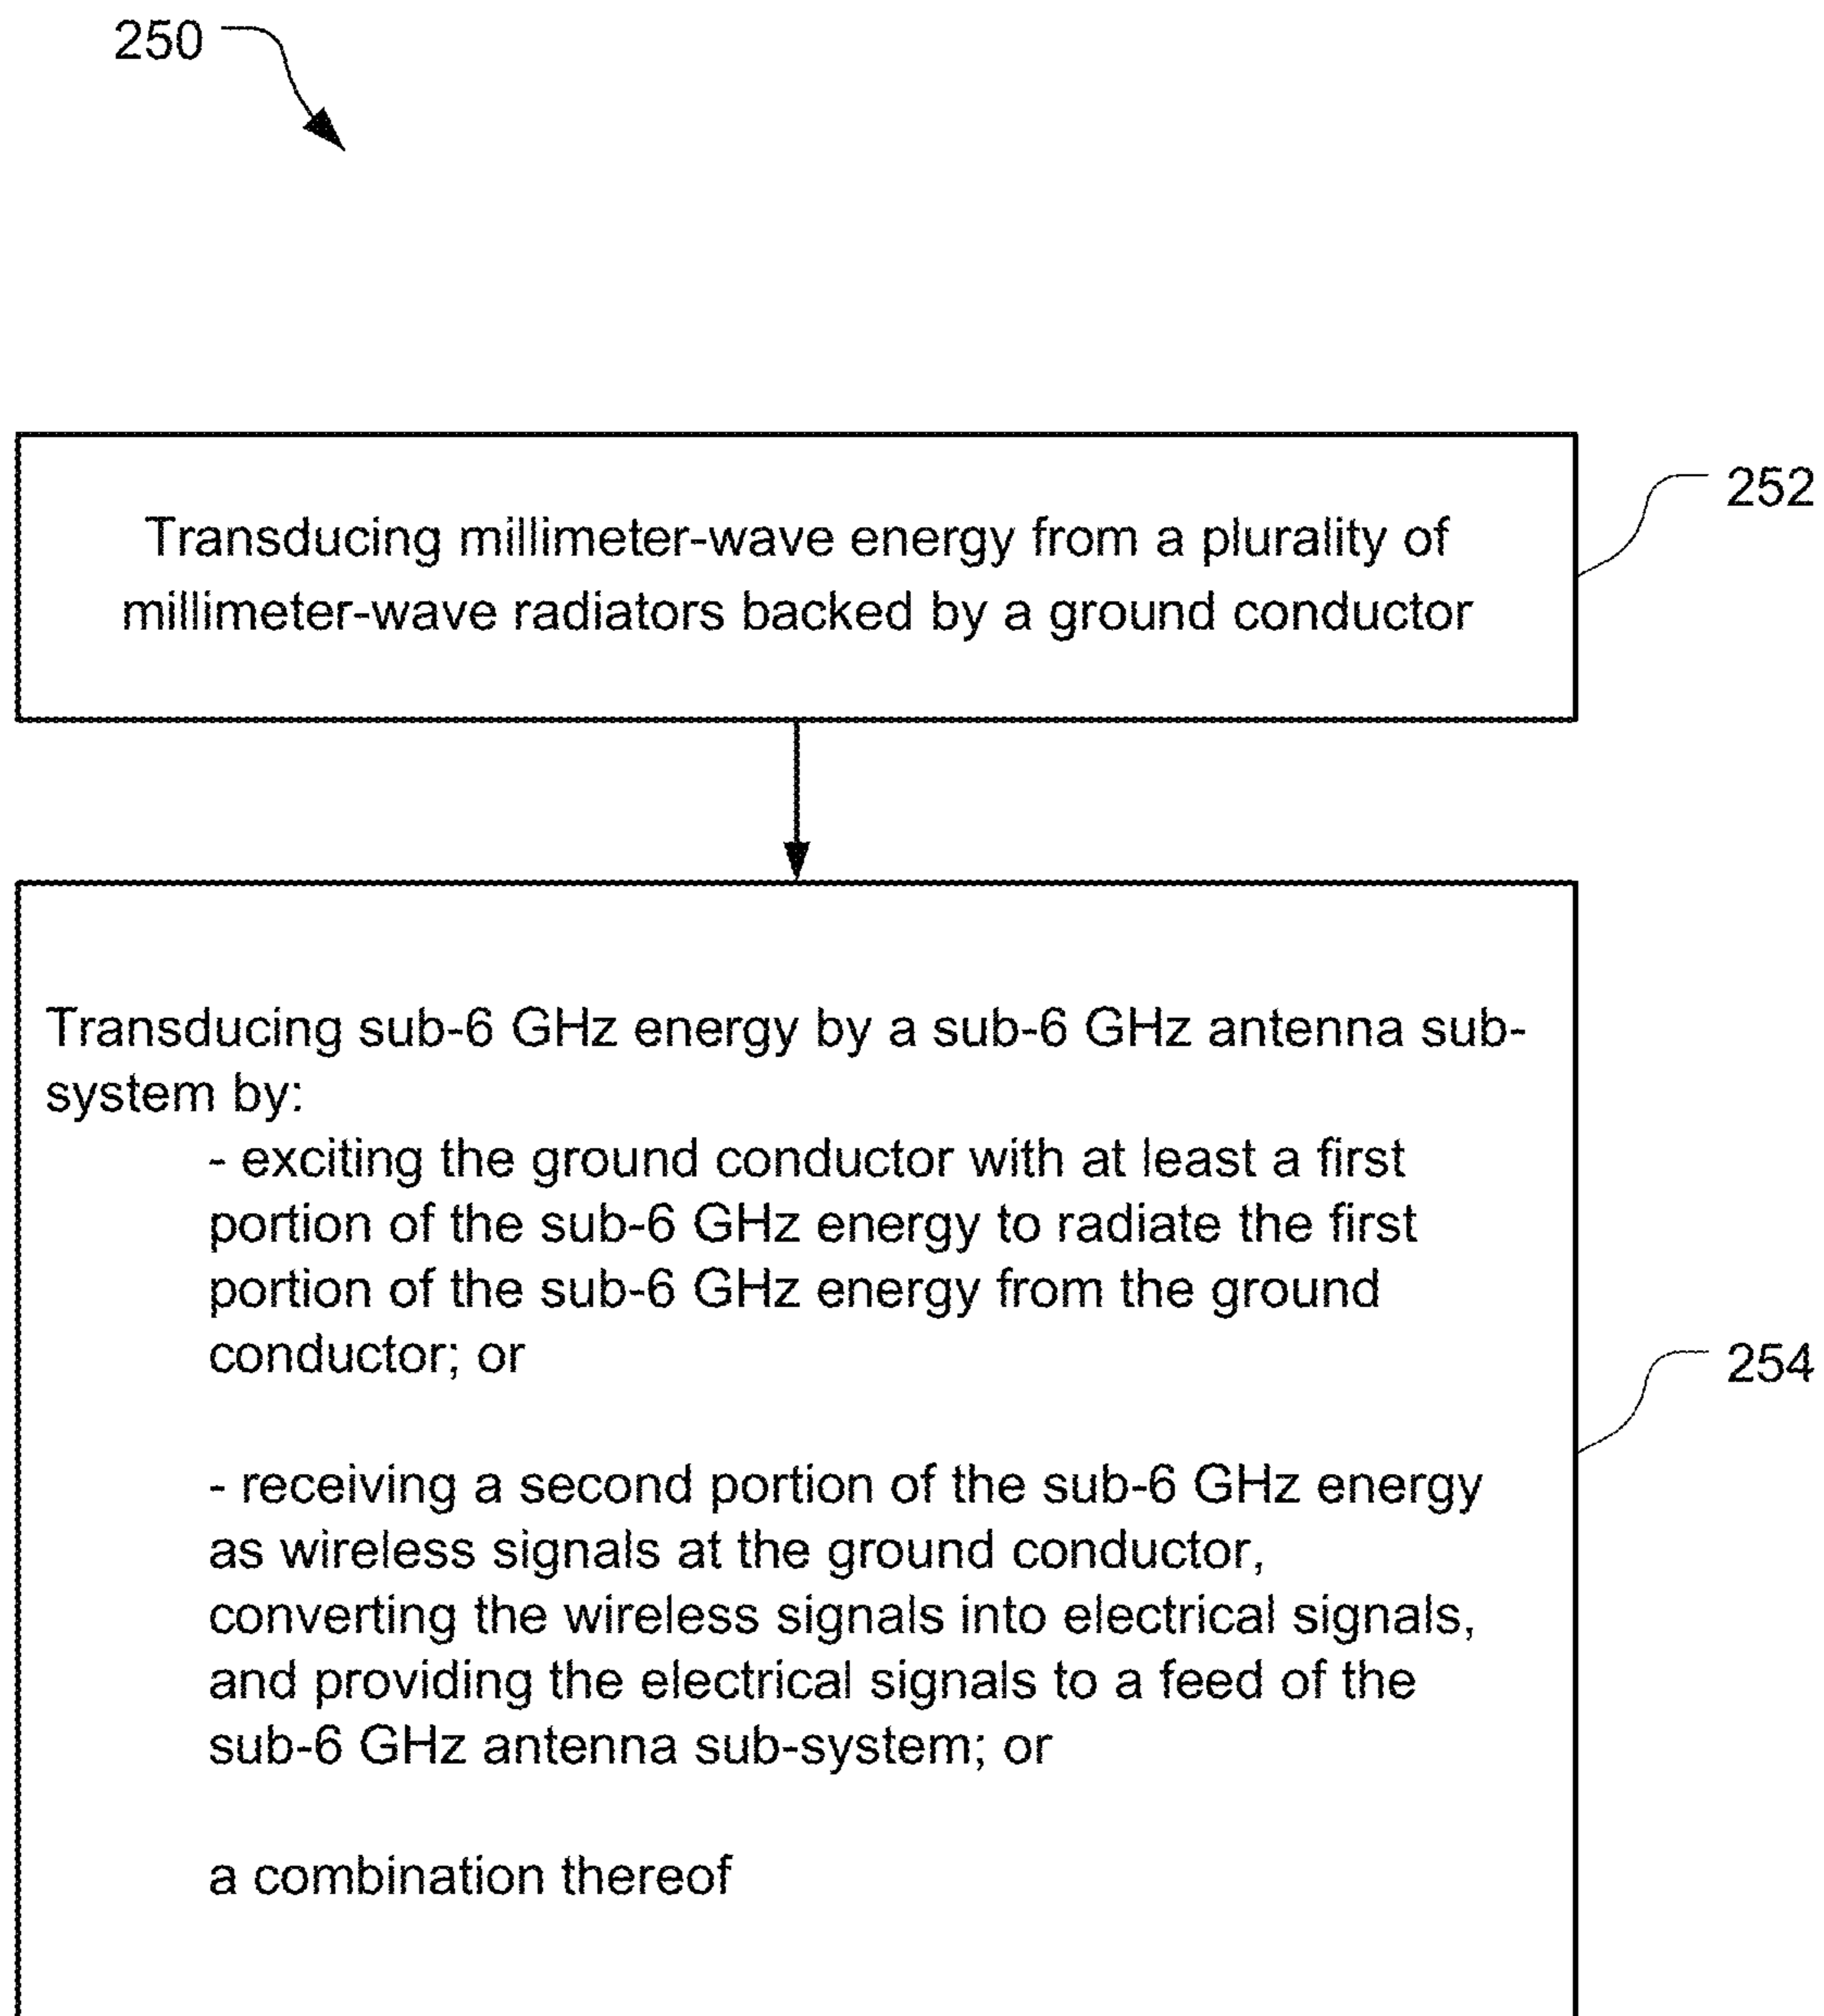 250
Transducing millimeter-wave energy from a plurality of
millimeter-wave radiators backed by a ground conductor
252
Transducing sub-6 GHz energy by a sub-6 GHz antenna sub-
system by:
- exciting the ground conductor with at least a first
portion of the sub-6 GHz energy to radiate the first
portion of the sub-6 GHz energy from the ground
conductor; or
- receiving a second portion of the sub-6 GHz energy
as wireless signals at the ground conductor,
converting the wireless signals into electrical signals,
and providing the electrical signals to a feed of the
sub-6 GHz antenna sub-system; or
a combination thereof
254